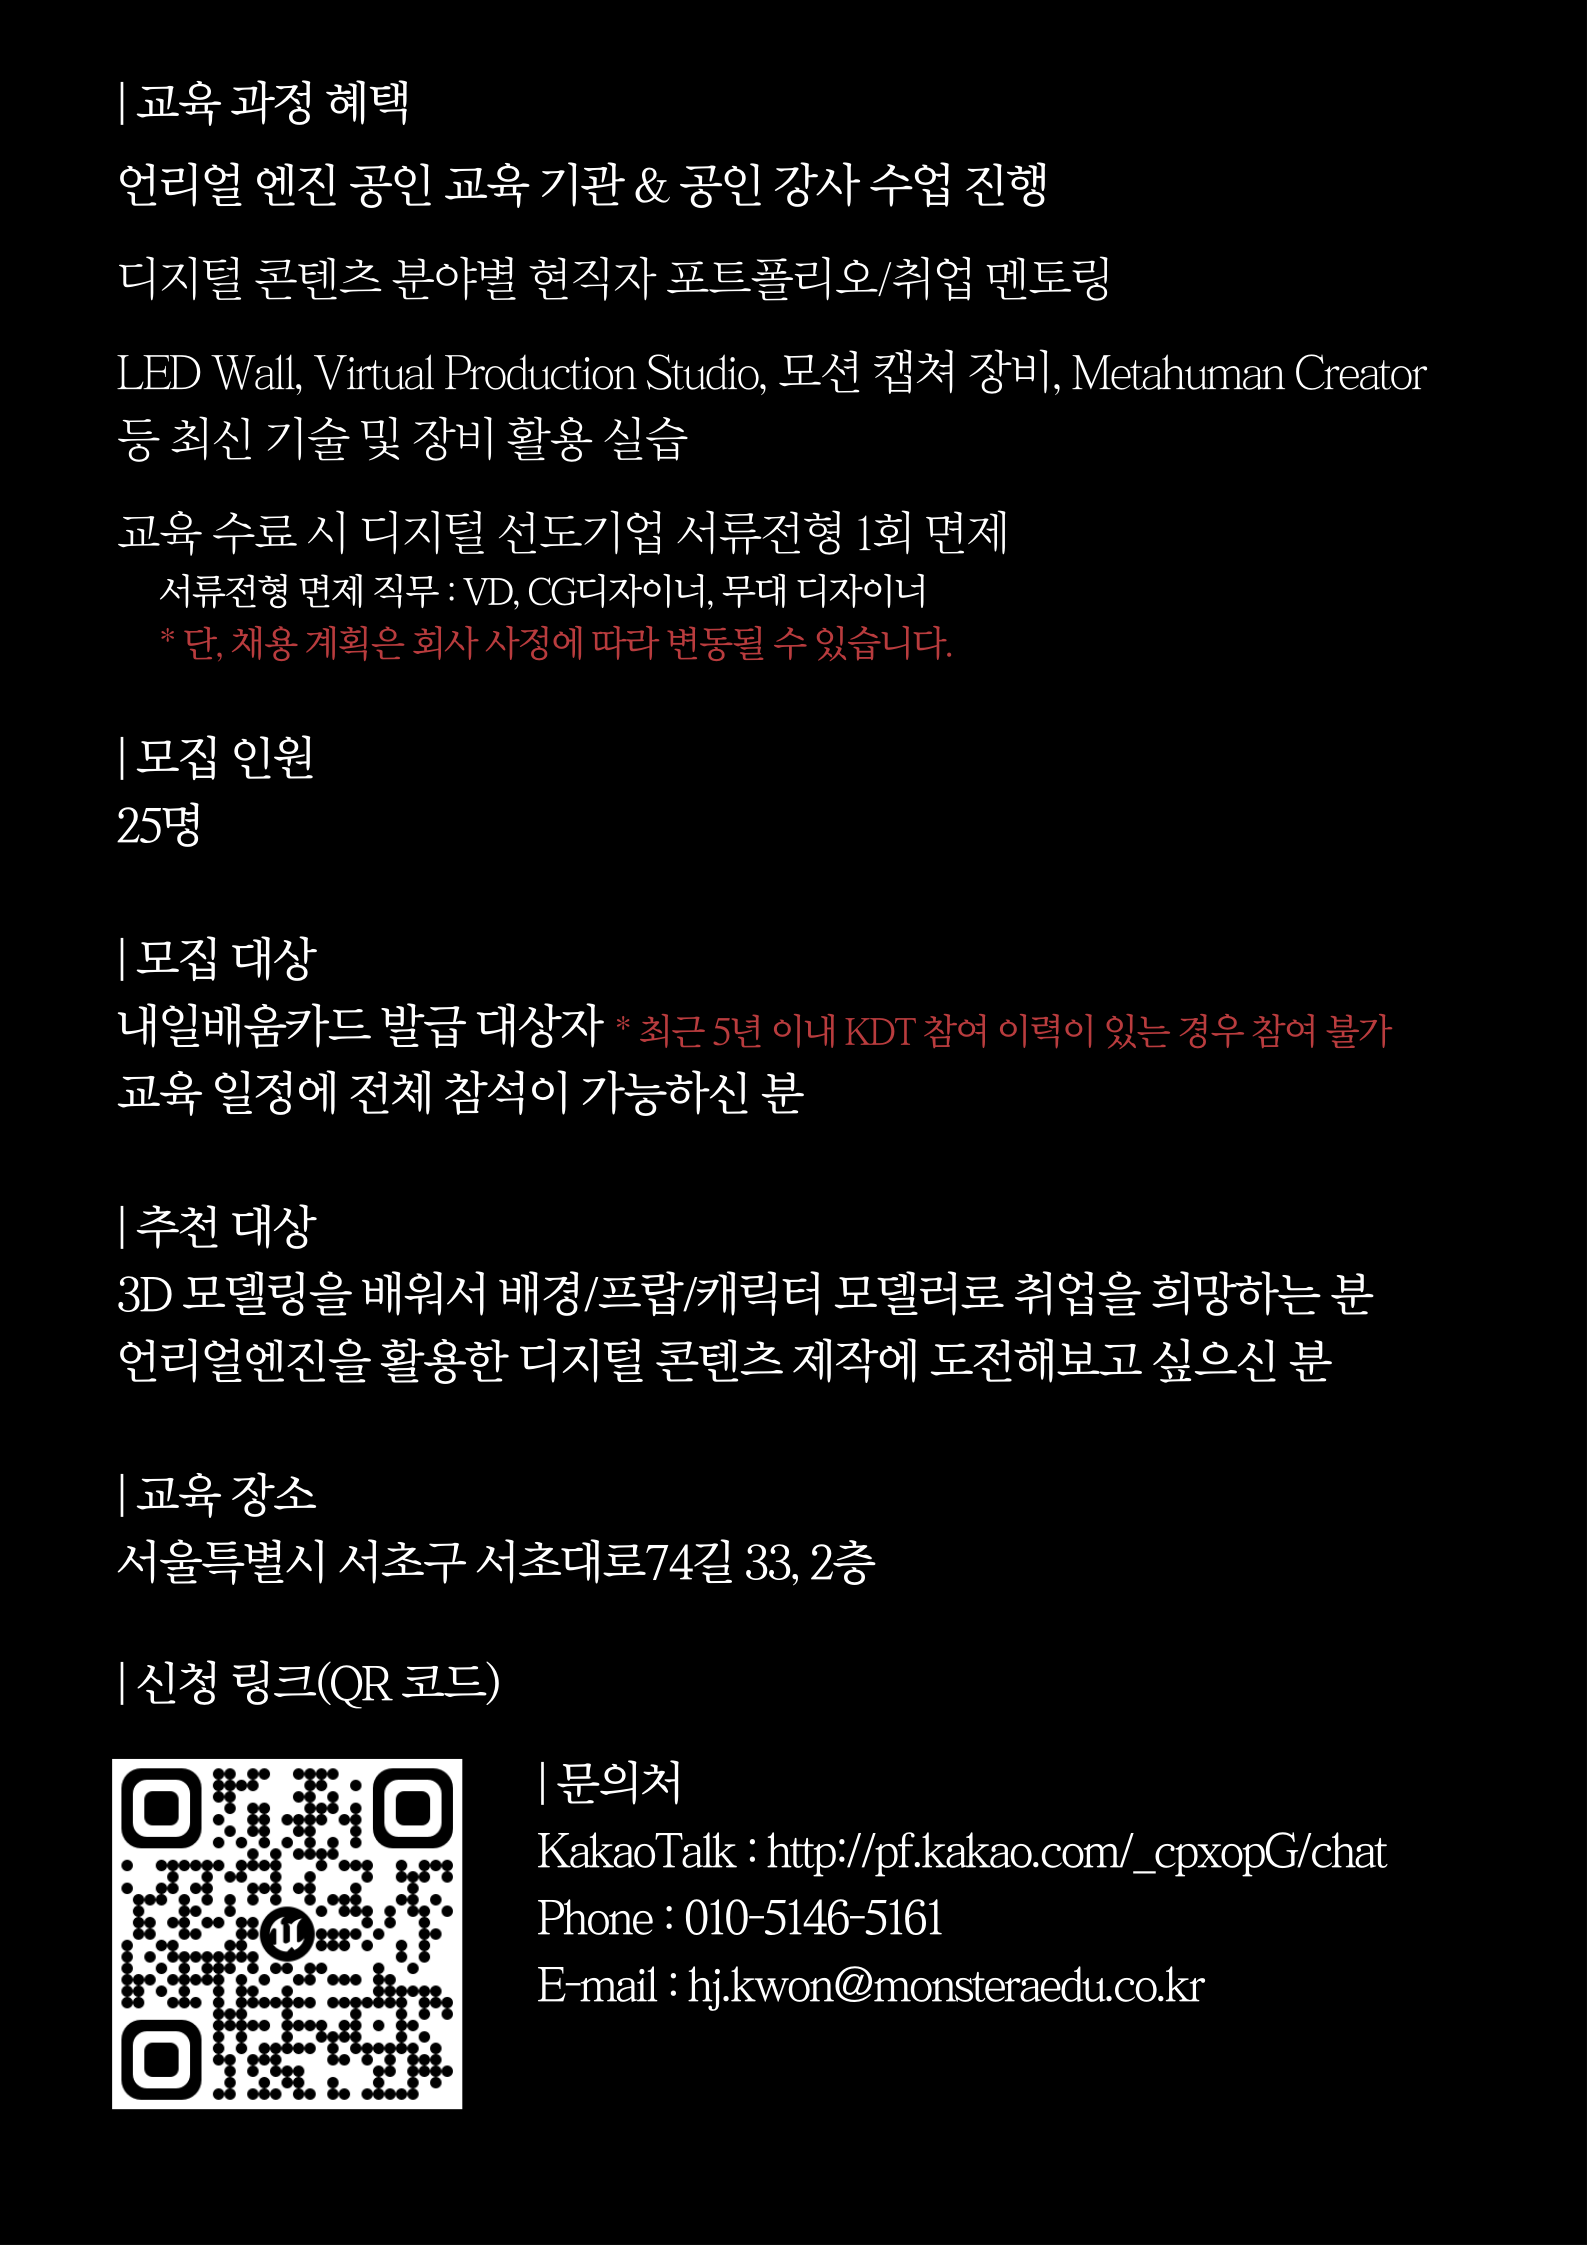 | 교육 과정 혜택
언리얼 엔진 공인 교육 기관 & 공인 강사 수업 진행
디지털 콘텐츠 분야별 현직자 포트폴리오/취업 멘토링
LED Wall, Virtual Production Studio, 모션 캡쳐 장비, Metahuman Creator
등 최신 기술 및 장비 활용 실습
교육 수료 시 디지털 선도기업 서류전형 1회 면제
서류전형 면제 직무 : VD, CG디자이너, 무대 디자이너
* 단, 채용 계획은 회사 사정에 따라 변동될 수 있습니다.
| 모집 인원
25명
| 모집 대상
내일배움카드 발급 대상자 * 최근 5년 이내 KDT 참여 이력이 있는 경우 참여 불가
교육 일정에 전체 참석이 가능하신 분
| 추천 대상
3D 모델링을 배워서 배경/프랍/캐릭터 모델러로 취업을 희망하는 분
언리얼엔진을 활용한 디지털 콘텐츠 제작에 도전해보고 싶으신 분
| 교육 장소
서울특별시 서초구 서초대로74길 33, 2층
| 신청 링크(QR 코드)
| 문의처
KakaoTalk : http://pf.kakao.com/_cpxopG/chat
Phone : 010-5146-5161
E-mail : hj.kwon@monsteraedu.co.kr